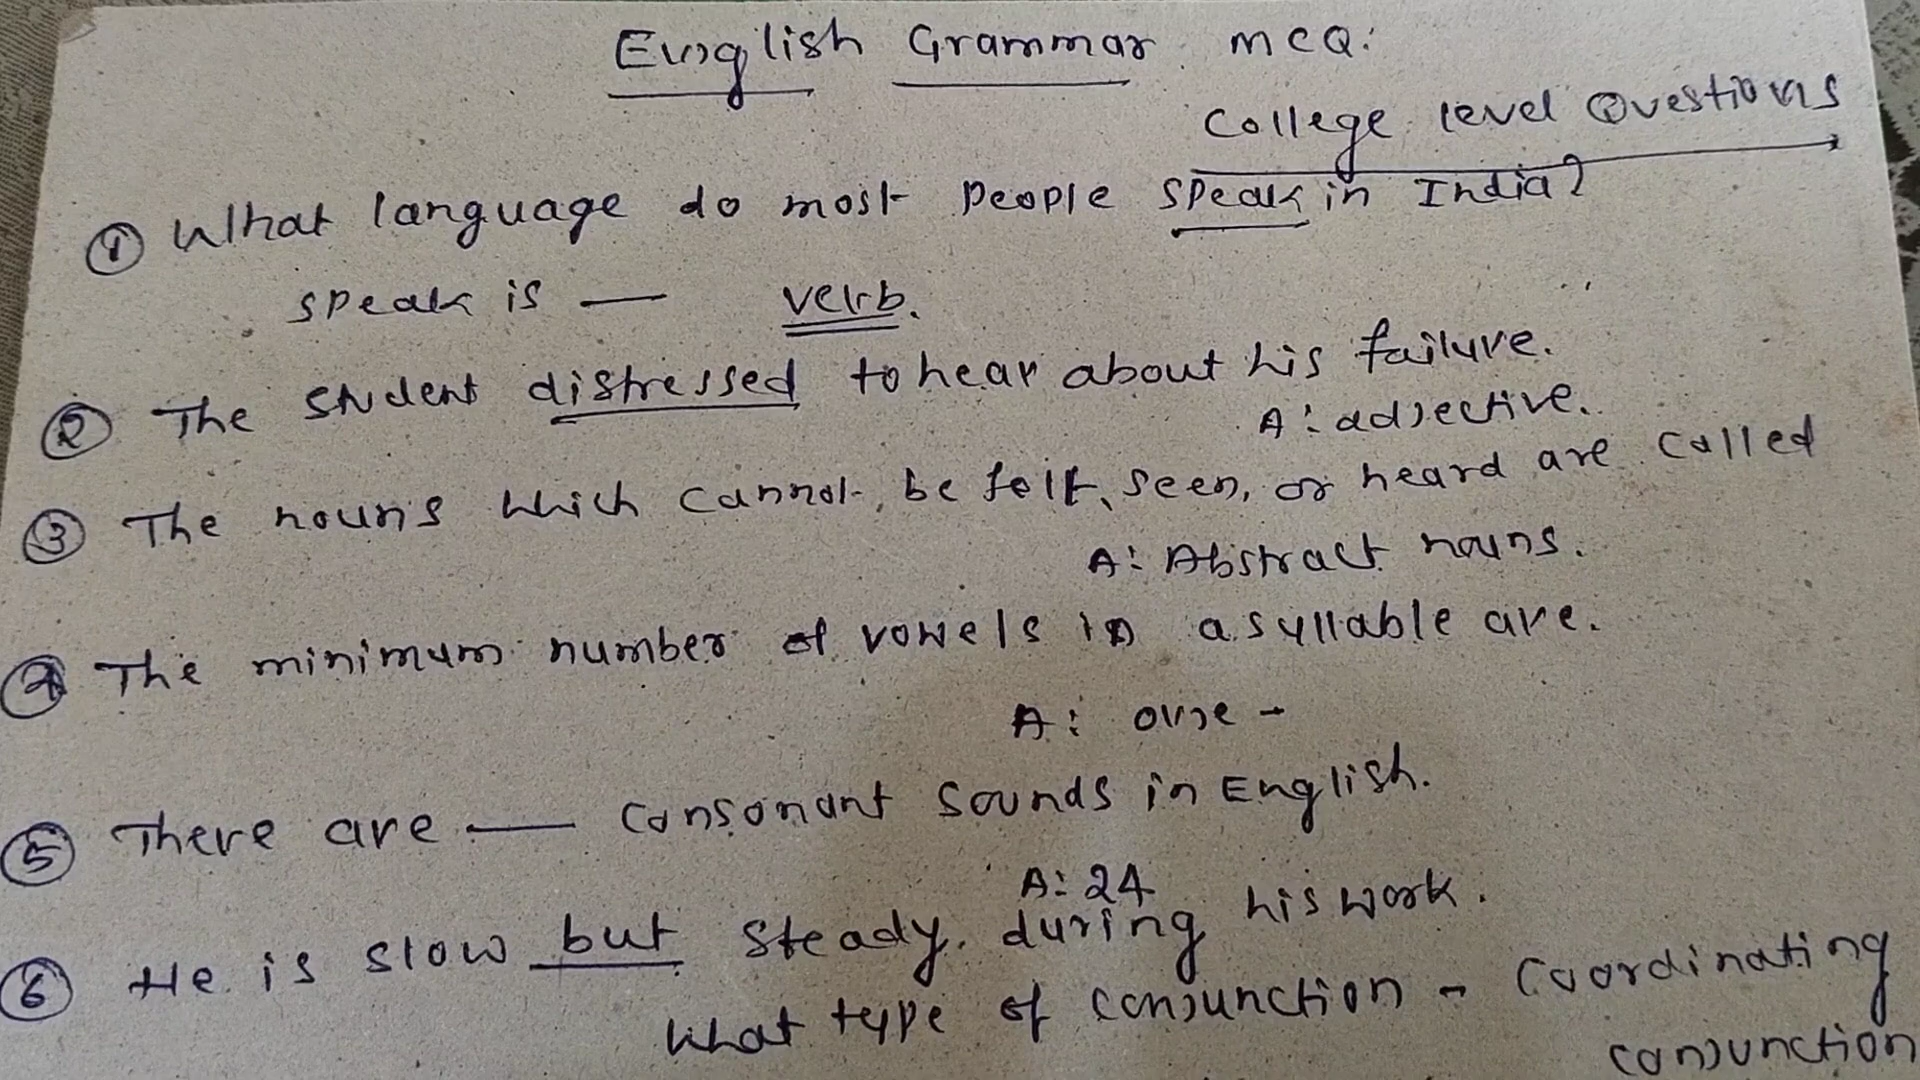 English Grammar MCQ:
College level Questions
① What language do most people speak in India?
speak is — verb.
② The student distressed to hear about his failure.
A: adjective.
③ The nouns which cannot be felt, seen, or heard are called
A: Abstract nouns.
④ The minimum number of vowels in a syllable are.
A: one -
⑤ There are — consonant sounds in English.
A: 24
⑥ He is slow but steady during his work.
What type of conjunction - Coordinating
conjunction